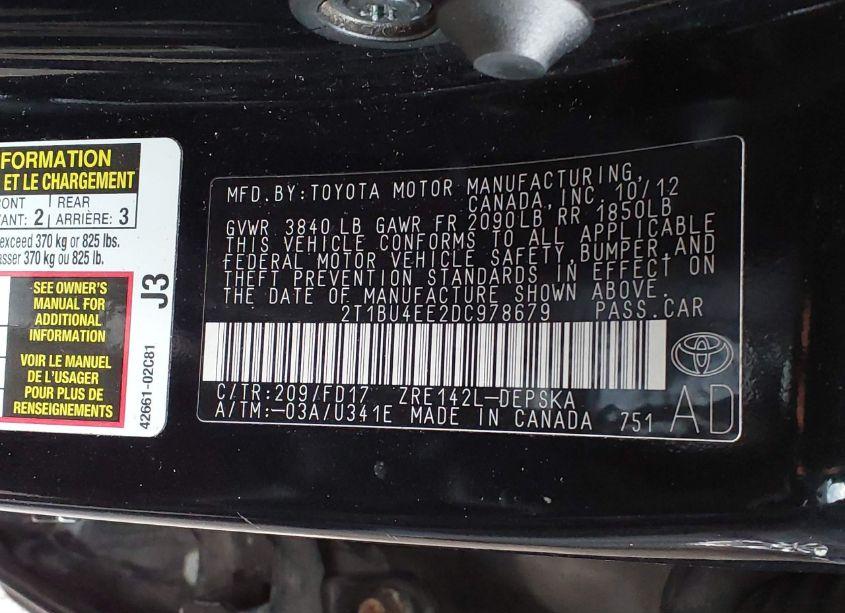 FORMATION
ET LE CHARGEMENT
RONT
REAR
VANT: 2
ARRIÈRE: 3
exceed 370 kg or 825 lbs.
asser 370 kg ou 825 lb.
SEE OWNER'S
MANUAL FOR
ADDITIONAL
INFORMATION
VOIR LE MANUEL
DE L'USAGER
POUR PLUS DE
RENSEIGNEMENTS
J3
42661-02C81
MFD. BY: TOYOTA MOTOR MANUFACTURING,
CANADA, INC. 10/12
GVWR 3840 LB GAWR FR 2090LB RR 1850LB
THIS VEHICLE CONFORMS TO ALL APPLICABLE
FEDERAL MOTOR VEHICLE SAFETY, BUMPER, AND
THEFT PREVENTION STANDARDS IN EFFECT ON
THE DATE OF MANUFACTURE SHOWN ABOVE.
2T1BU4EE2DC978679 PASS. CAR
C/TR: 209/FD17 ZRE142L-DEPSKA
A/TM: -03A/U341E MADE IN CANADA 751
AD